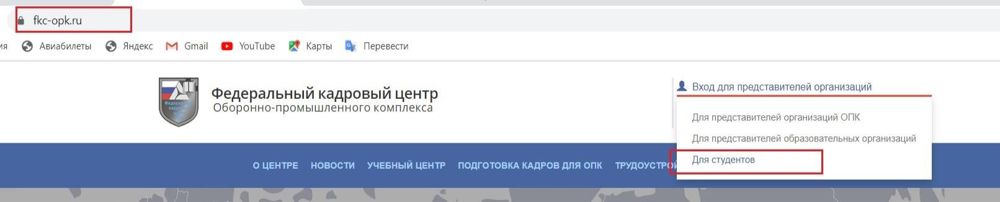 fkc-opk.ru
ия Авиабилеты Яндекс Gmail YouTube Карты Перевести
Федеральный кадровый центр
Оборонно-промышленного комплекса
Вход для представителей организаций
Для представителей организаций ОПК
Для представителей образовательных организаций
Для студентов
О ЦЕНТРЕ НОВОСТИ УЧЕБНЫЙ ЦЕНТР ПОДГОТОВКА КАДРОВ ДЛЯ ОПК ТРУДОУСТРОЙ